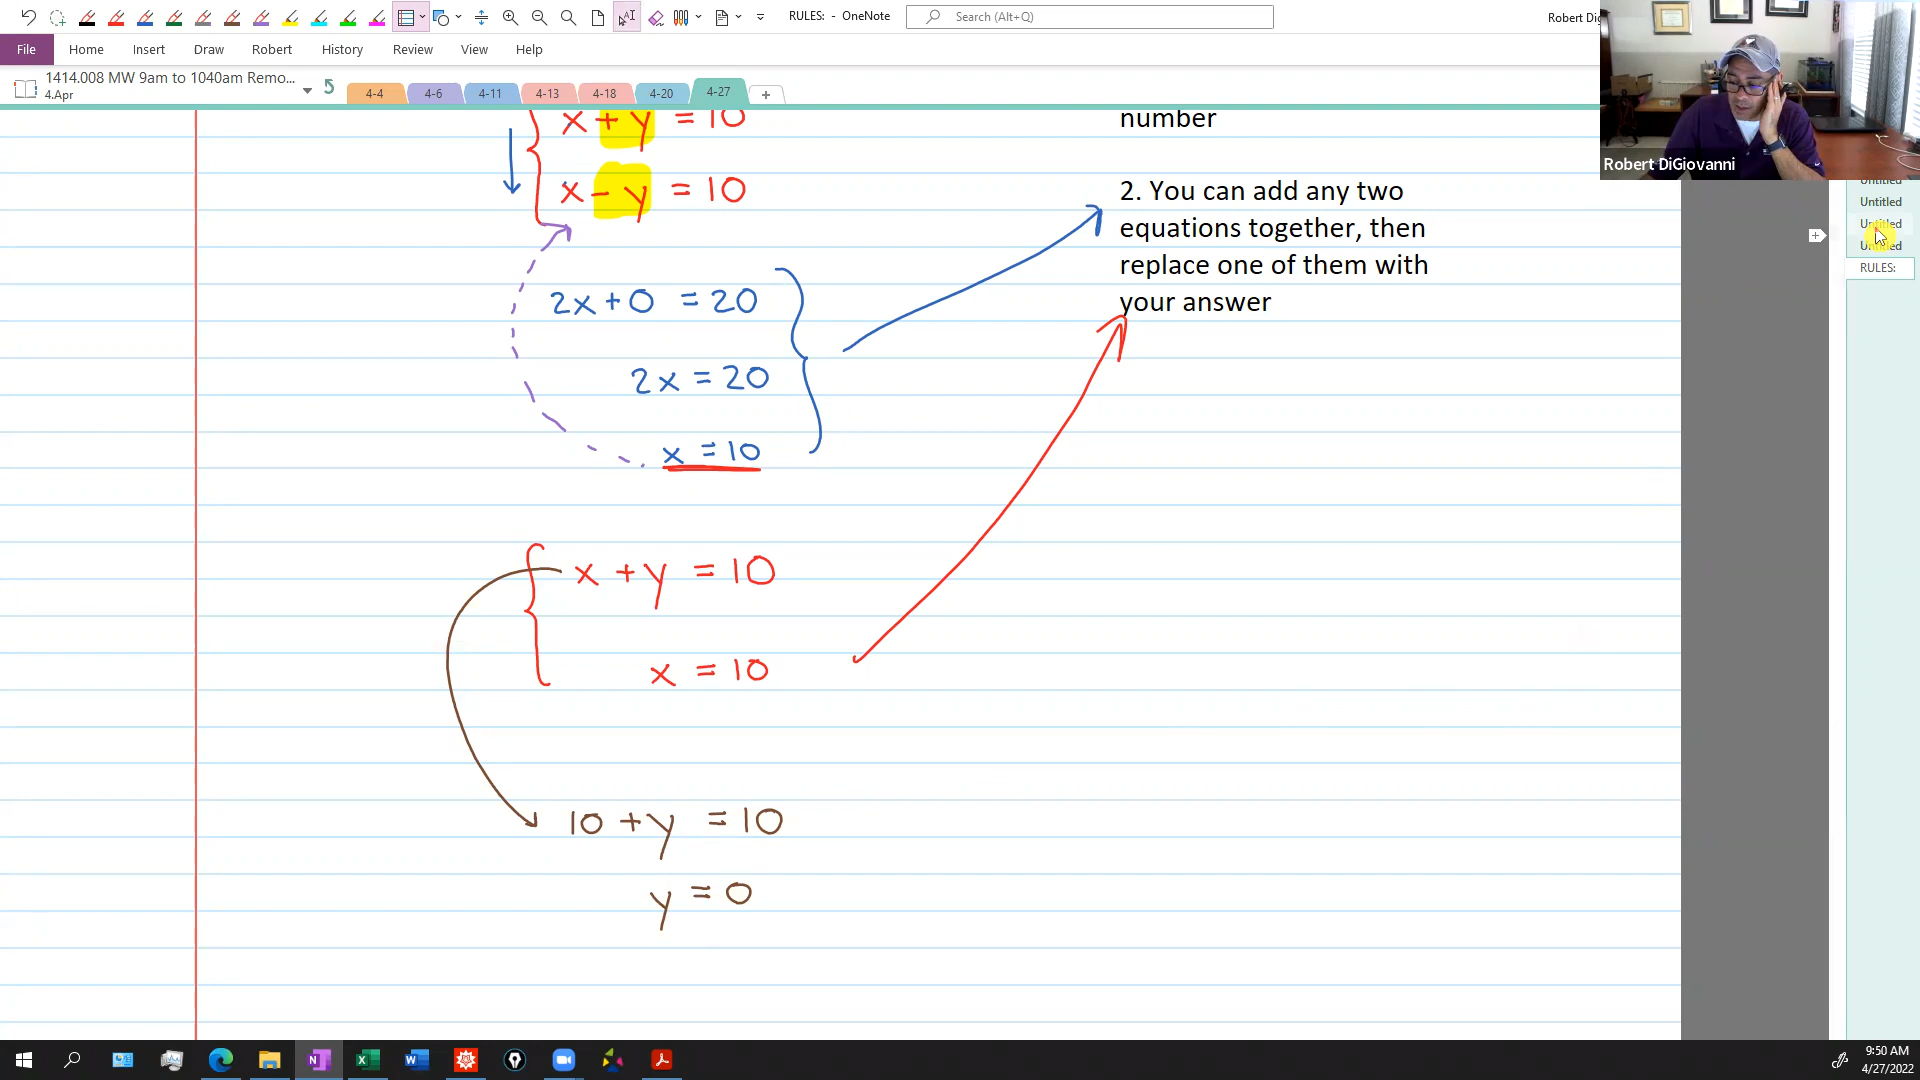 RULES: - OneNote
Search (Alt+Q)
File Home Insert Draw Robert History Review View Help
1414.008 MW 9am to 1040am Remo...
4.Apr
4-4 4-6 4-11 4-13 4-18 4-20 4-27
Robert DiGiovanni
Untitled
Untitled
Untitled
RULES:
x + y = 10
x - y = 10
2x + 0 = 20
2x = 20
x = 10
x + y = 10
x = 10
10 + y = 10
y = 0
number
2. You can add any two
equations together, then
replace one of them with
your answer
9:50 AM
4/27/2022